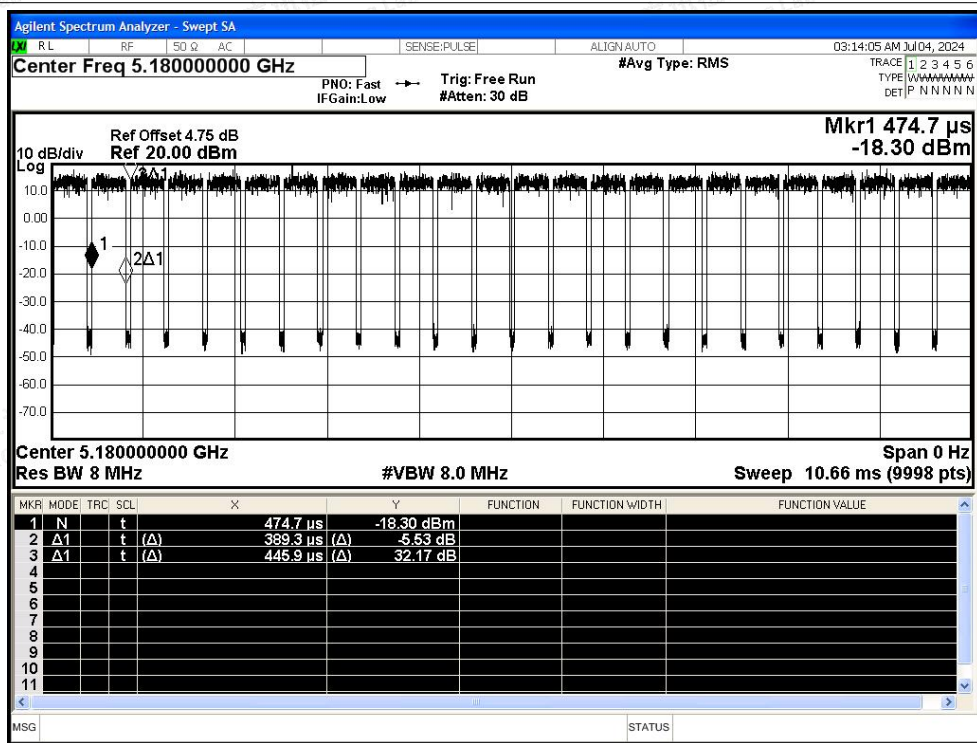 Agilent Spectrum Analyzer - Swept SA
LXI RL RF 50 Ω AC SENSE:PULSE ALIGN AUTO 03:14:05 AM Jul 04, 2024
Center Freq 5.180000000 GHz #Avg Type: RMS TRACE 1 2 3 4 5 6
PNO: Fast Trig: Free Run TYPE WWWWWW
IFGain:Low #Atten: 30 dB DET P N N N N N
Mkr1 474.7 µs
Ref Offset 4.75 dB
10 dB/div Ref 20.00 dBm -18.30 dBm
Log
3Δ1
10.0
0.00
-10.0
1
2Δ1
-20.0
-30.0
-40.0
-50.0
-60.0
-70.0
Center 5.180000000 GHz Span 0 Hz
Res BW 8 MHz #VBW 8.0 MHz Sweep 10.66 ms (9998 pts)
MKR MODE TRC SCL X Y FUNCTION FUNCTION WIDTH FUNCTION VALUE
1 N t 474.7 µs -18.30 dBm
2 Δ1 t (Δ) 389.3 µs (Δ) -5.53 dB
3 Δ1 t (Δ) 445.9 µs (Δ) 32.17 dB
4
5
6
7
8
9
10
11
MSG STATUS